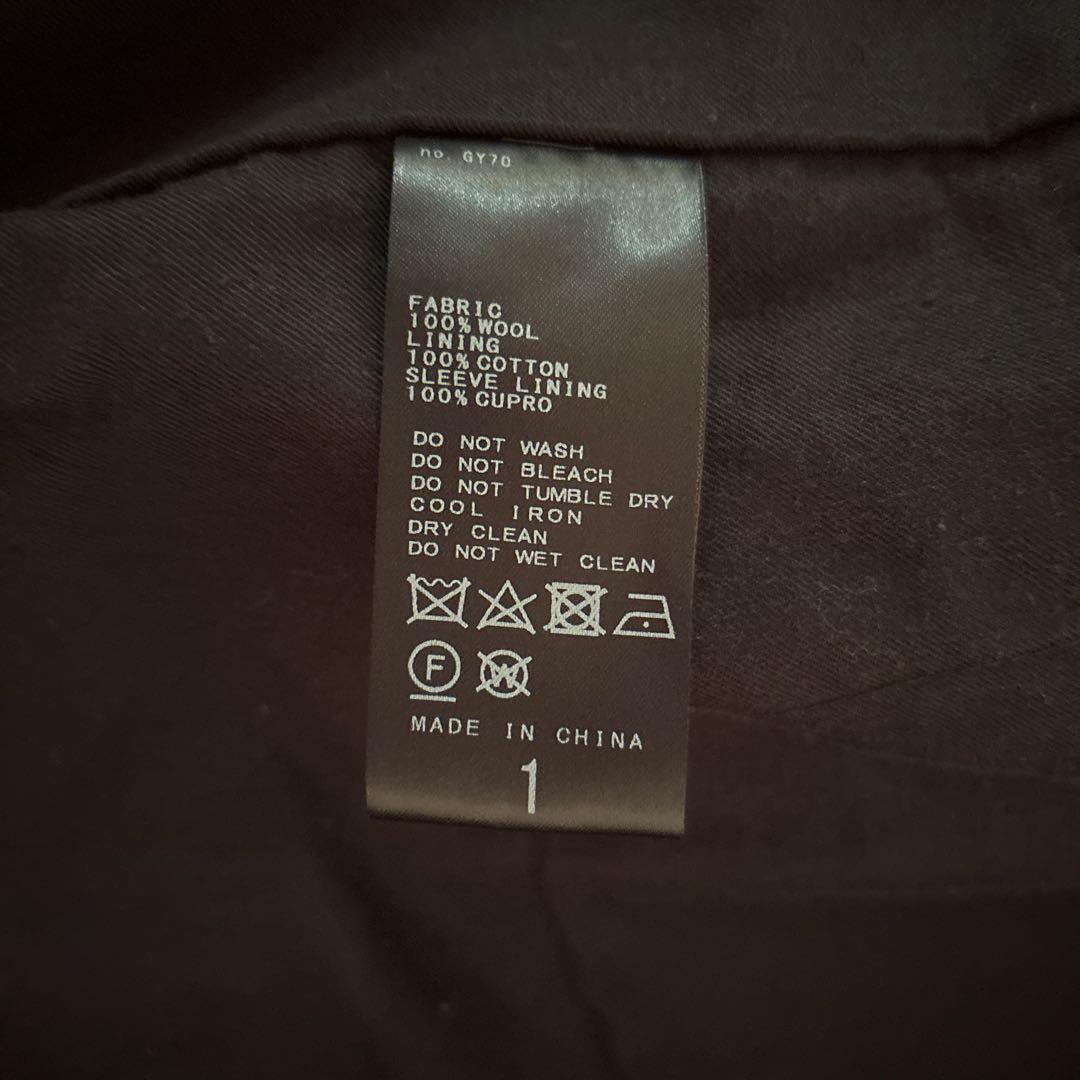 no. GY70
FABRIC
100% WOOL
LINING
100% COTTON
SLEEVE LINING
100% CUPRO
DO NOT WASH
DO NOT BLEACH
DO NOT TUMBLE DRY
COOL IRON
DRY CLEAN
DO NOT WET CLEAN
F W
MADE IN CHINA
1